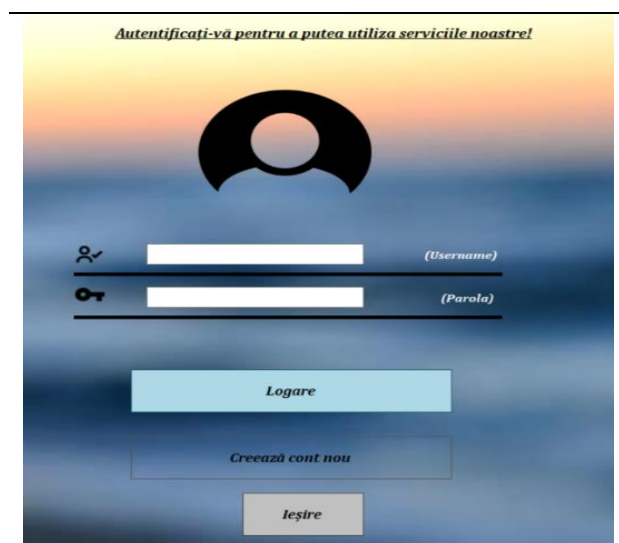 Autentificați-vă pentru a putea utiliza serviciile noastre!
(Username)
(Parola)
Logare
Creează cont nou
Ieșire